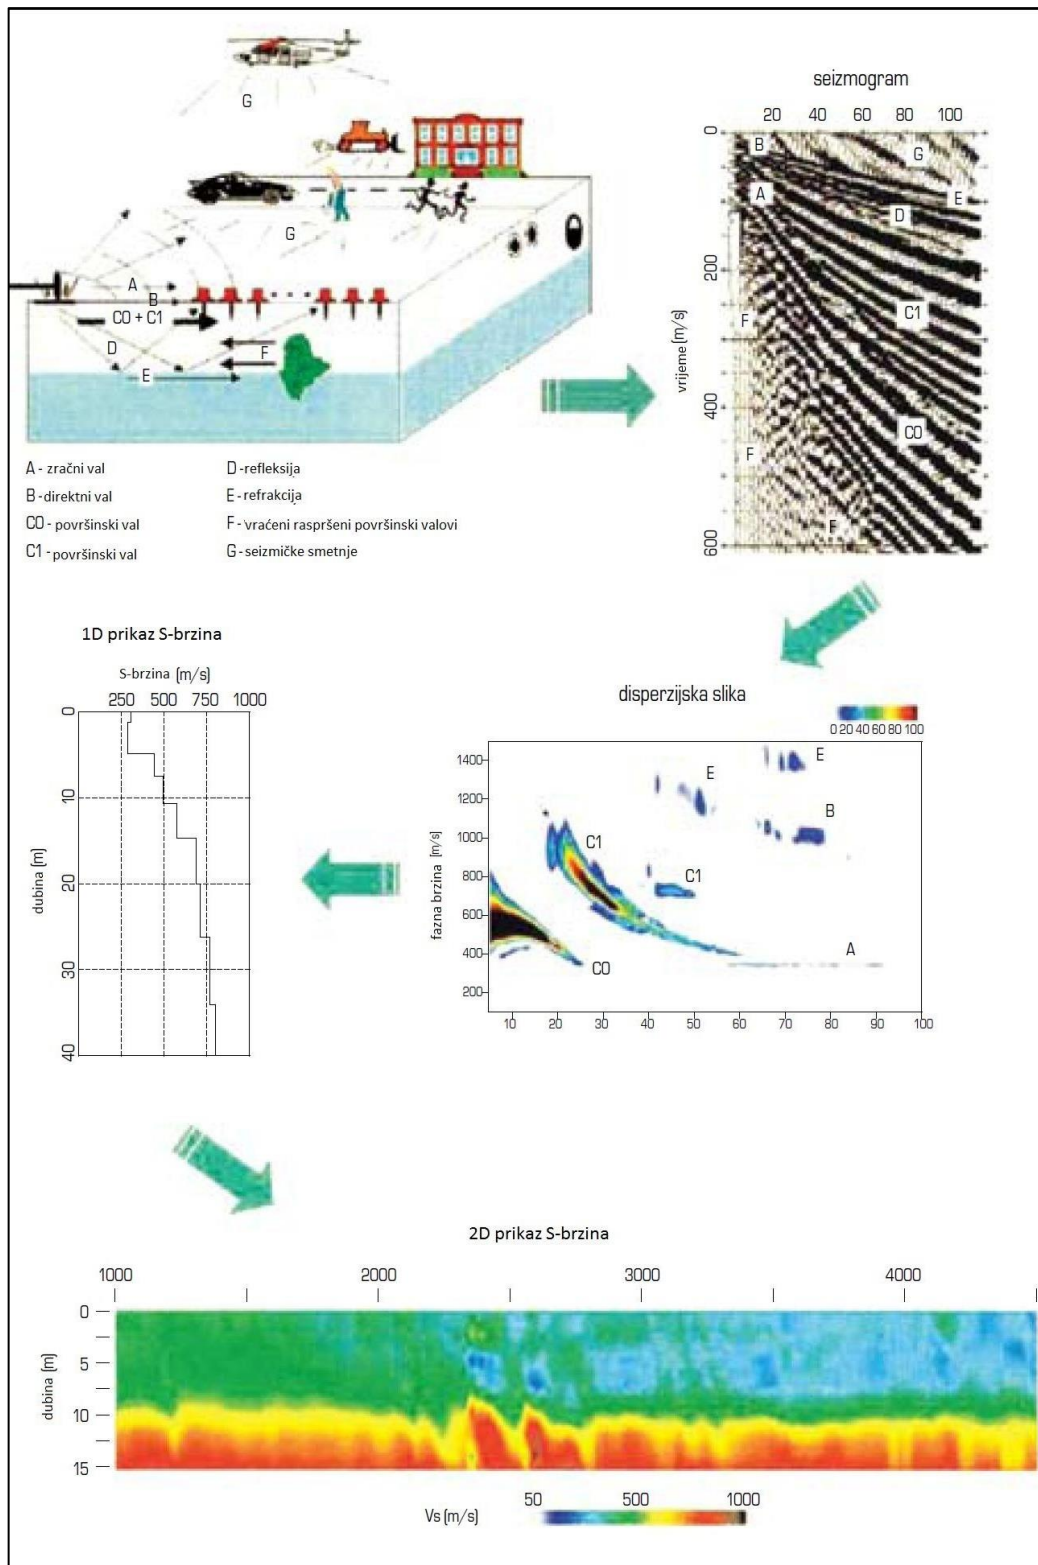 G
G
A
B
C0 + C1
D
E
F
A - zračni val
B - direktni val
C0 - površinski val
C1 - površinski val
D - refleksija
E - refrakcija
F - vraćeni raspršeni površinski valovi
G - seizmičke smetnje
seizmogram
20 40 60 80 100
0
200
400
600
vrijeme (m/s)
B
G
A
E
D
C1
F
C0
F
F
1D prikaz S-brzina
S-brzina (m/s)
250 500 750 1000
0
10
20
30
40
dubina (m)
disperzijska slika
0 20 40 60 80 100
1400
1200
1000
800
600
400
200
fazna brzina (m/s)
E
E
B
C1
C1
A
C0
10 20 30 40 50 60 70 80 90 100
2D prikaz S-brzina
1000 2000 3000 4000
0
5
10
15
dubina (m)
50 500 1000
Vs (m/s)